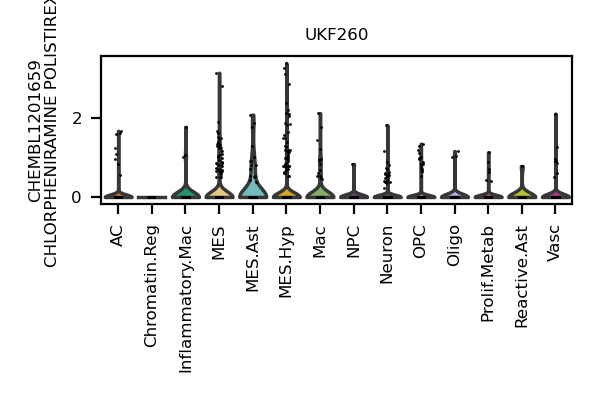 UKF260
CHEMBL1201659
CHLORPHENIRAMINE POLISTIREX
2
0
AC
Chromatin.Reg
Inflammatory.Mac
MES
MES.Ast
MES.Hyp
Mac
NPC
Neuron
OPC
Oligo
Prolif.Metab
Reactive.Ast
Vasc